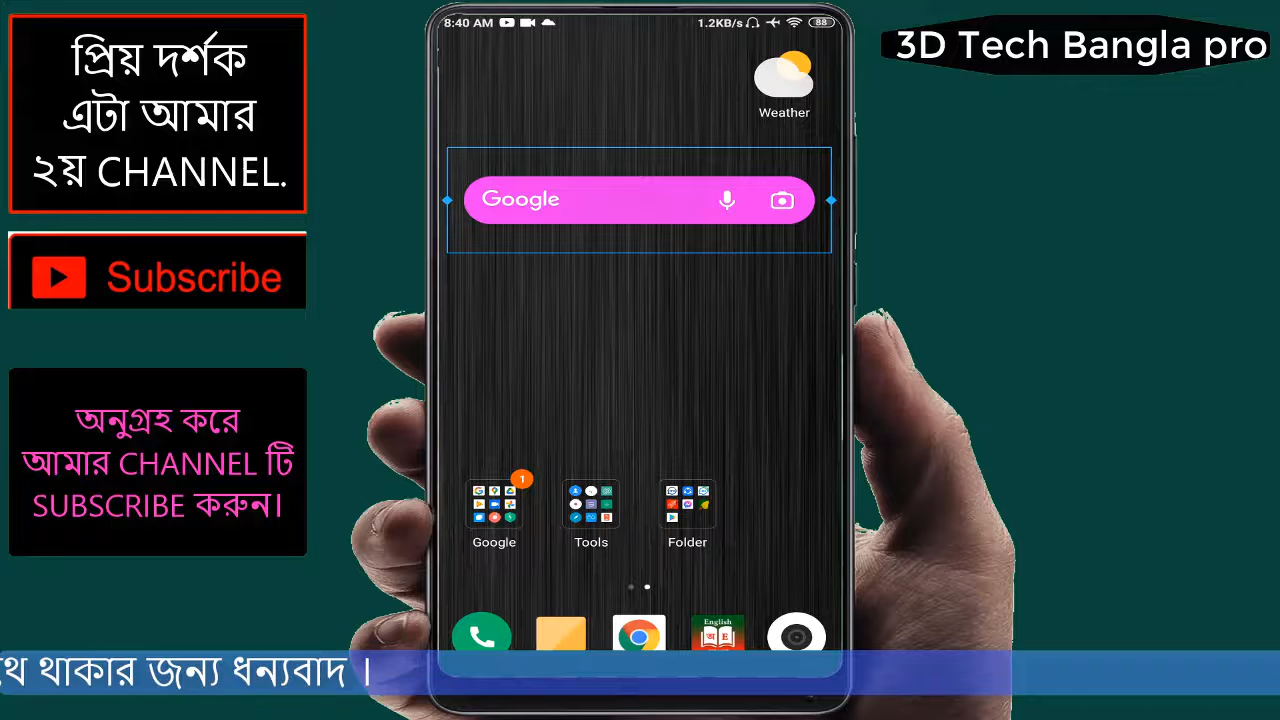 প্রিয় দর্শক
এটা আমার
২য় CHANNEL.
Subscribe
অনুগ্রহ করে
আমার CHANNEL টি
SUBSCRIBE করুন।
3D Tech Bangla pro
8:40 AM
1.2KB/s
88
Weather
Google
1
Google
Tools
Folder
English
অ E
থাকার জন্য ধন্যবাদ ।